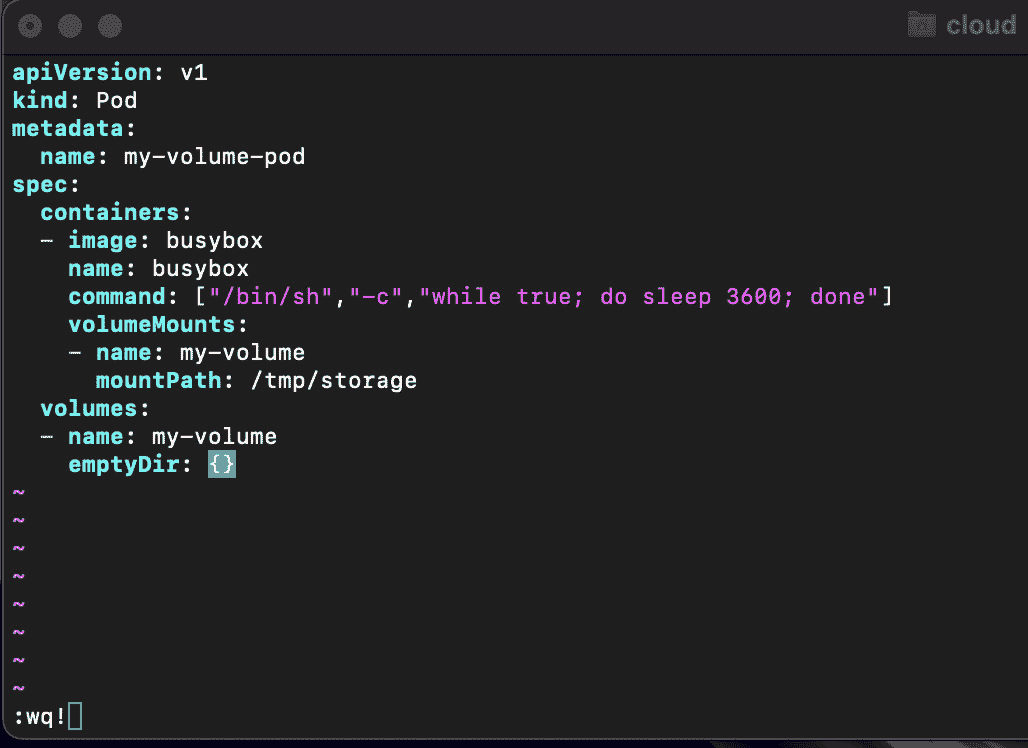 cloud
apiVersion: v1
kind: Pod
metadata:
  name: my-volume-pod
spec:
  containers:
  - image: busybox
    name: busybox
    command: ["/bin/sh","-c","while true; do sleep 3600; done"]
    volumeMounts:
    - name: my-volume
      mountPath: /tmp/storage
  volumes:
  - name: my-volume
    emptyDir: {}
~
~
~
~
~
~
~
~
:wq!